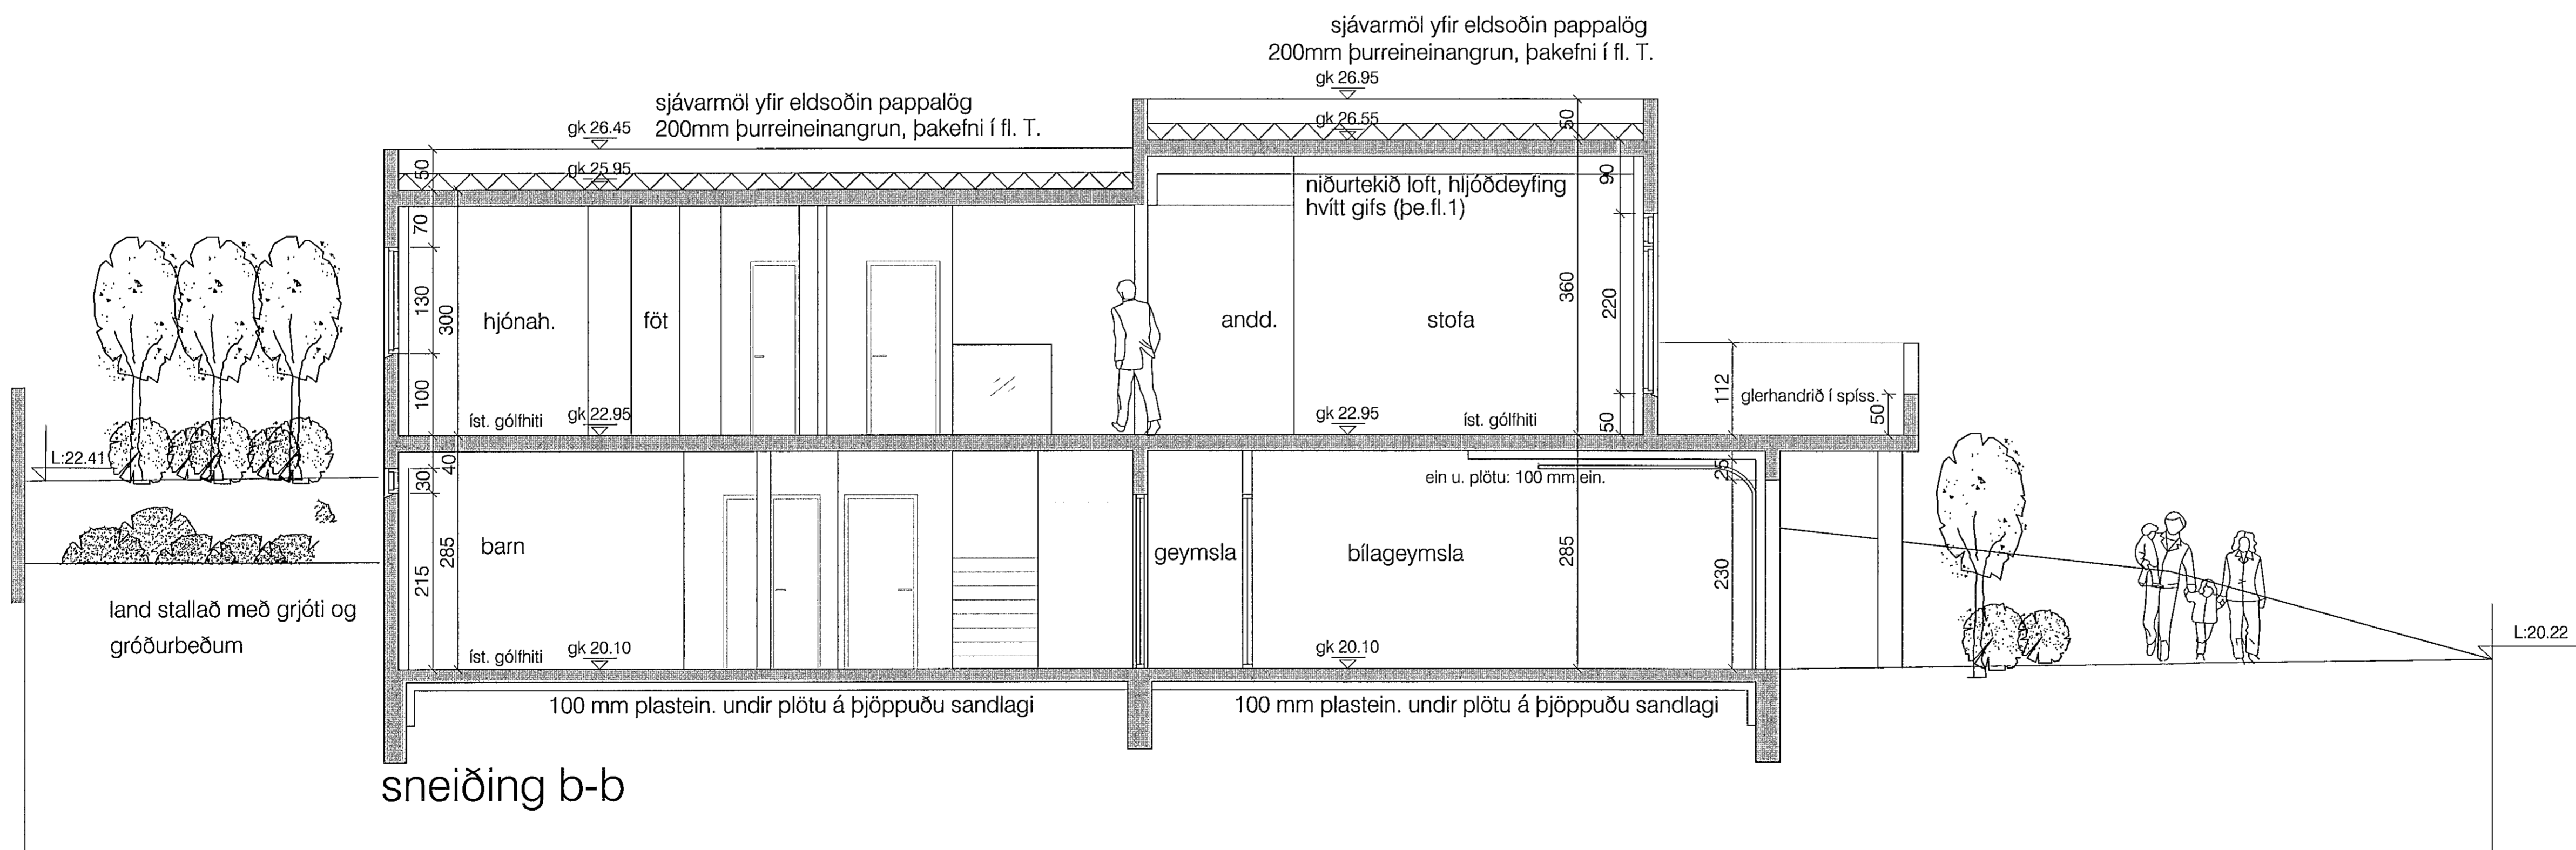 sjávarmöl yfir eldsoðin pappalög
200mm þurreineinangrun, þakefni í fl. T.
gk 26.95
sjávarmöl yfir eldsoðin pappalög
200mm þurreineinangrun, þakefni í fl. T.
gk 26.45
gk 26.55
50
50
gk 25.95
90
niðurtekið loft, hljóðdeyfing
hvítt gifs (þe.fl.1)
70
130
300
hjónah.
föt
andd.
stofa
360
220
100
112
glerhandrið í spíss.
50
íst. gólfhiti
gk 22.95
gk 22.95
íst. gólfhiti
50
L:22.41
40
30
25
ein u. plötu: 100 mm ein.
barn
285
geymsla
bílageymsla
285
215
230
land stallað með grjóti og
gróðurbeðum
L:20.22
íst. gólfhiti
gk 20.10
gk 20.10
100 mm plastein. undir plötu á þjöppuðu sandlagi
100 mm plastein. undir plötu á þjöppuðu sandlagi
sneiðing b-b